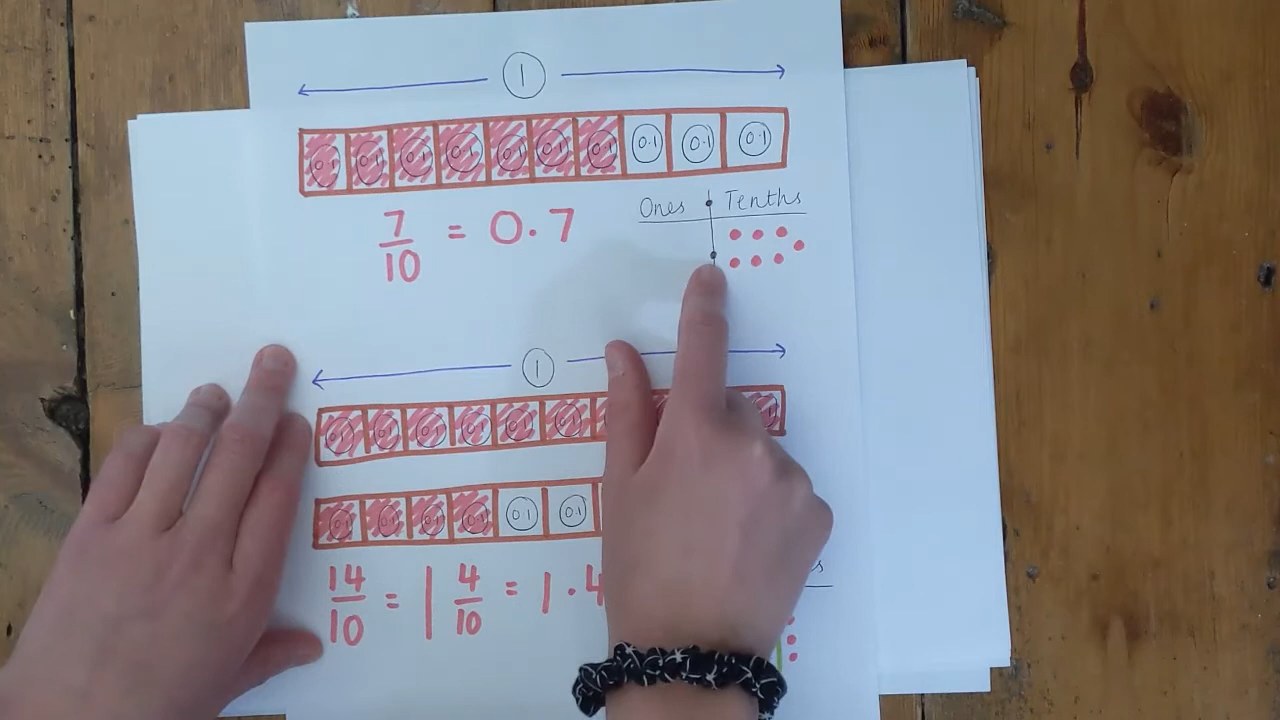 1
0.1 0.1 0.1 0.1 0.1 0.1 0.1 0.1 0.1 0.1
Ones Tenths
7/10 = 0.7
1
0.1 0.1 0.1 0.1 0.1 0.1
0.1 0.1 0.1 0.1 0.1 0.1
14/10 = 1 4/10 = 1.4